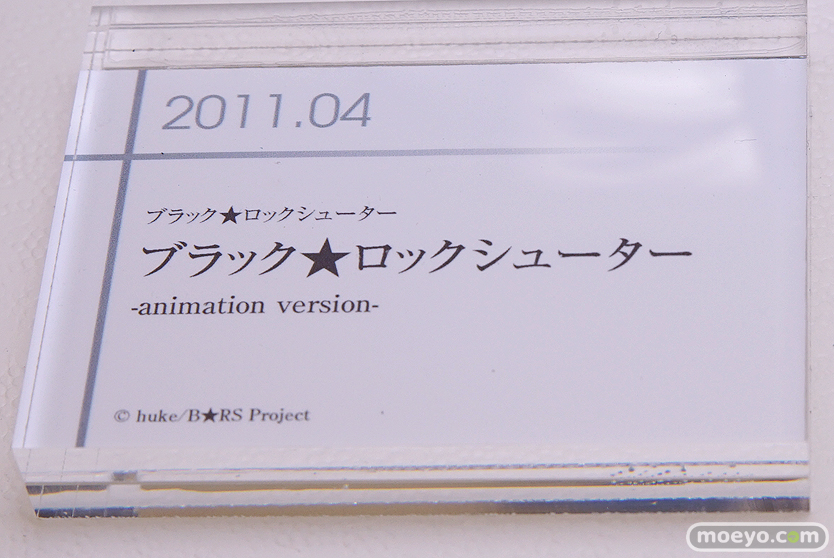 2011.04
ブラック★ロックシューター
ブラック★ロックシューター
-animation version-
© huke/B★RS Project
moeyo.com